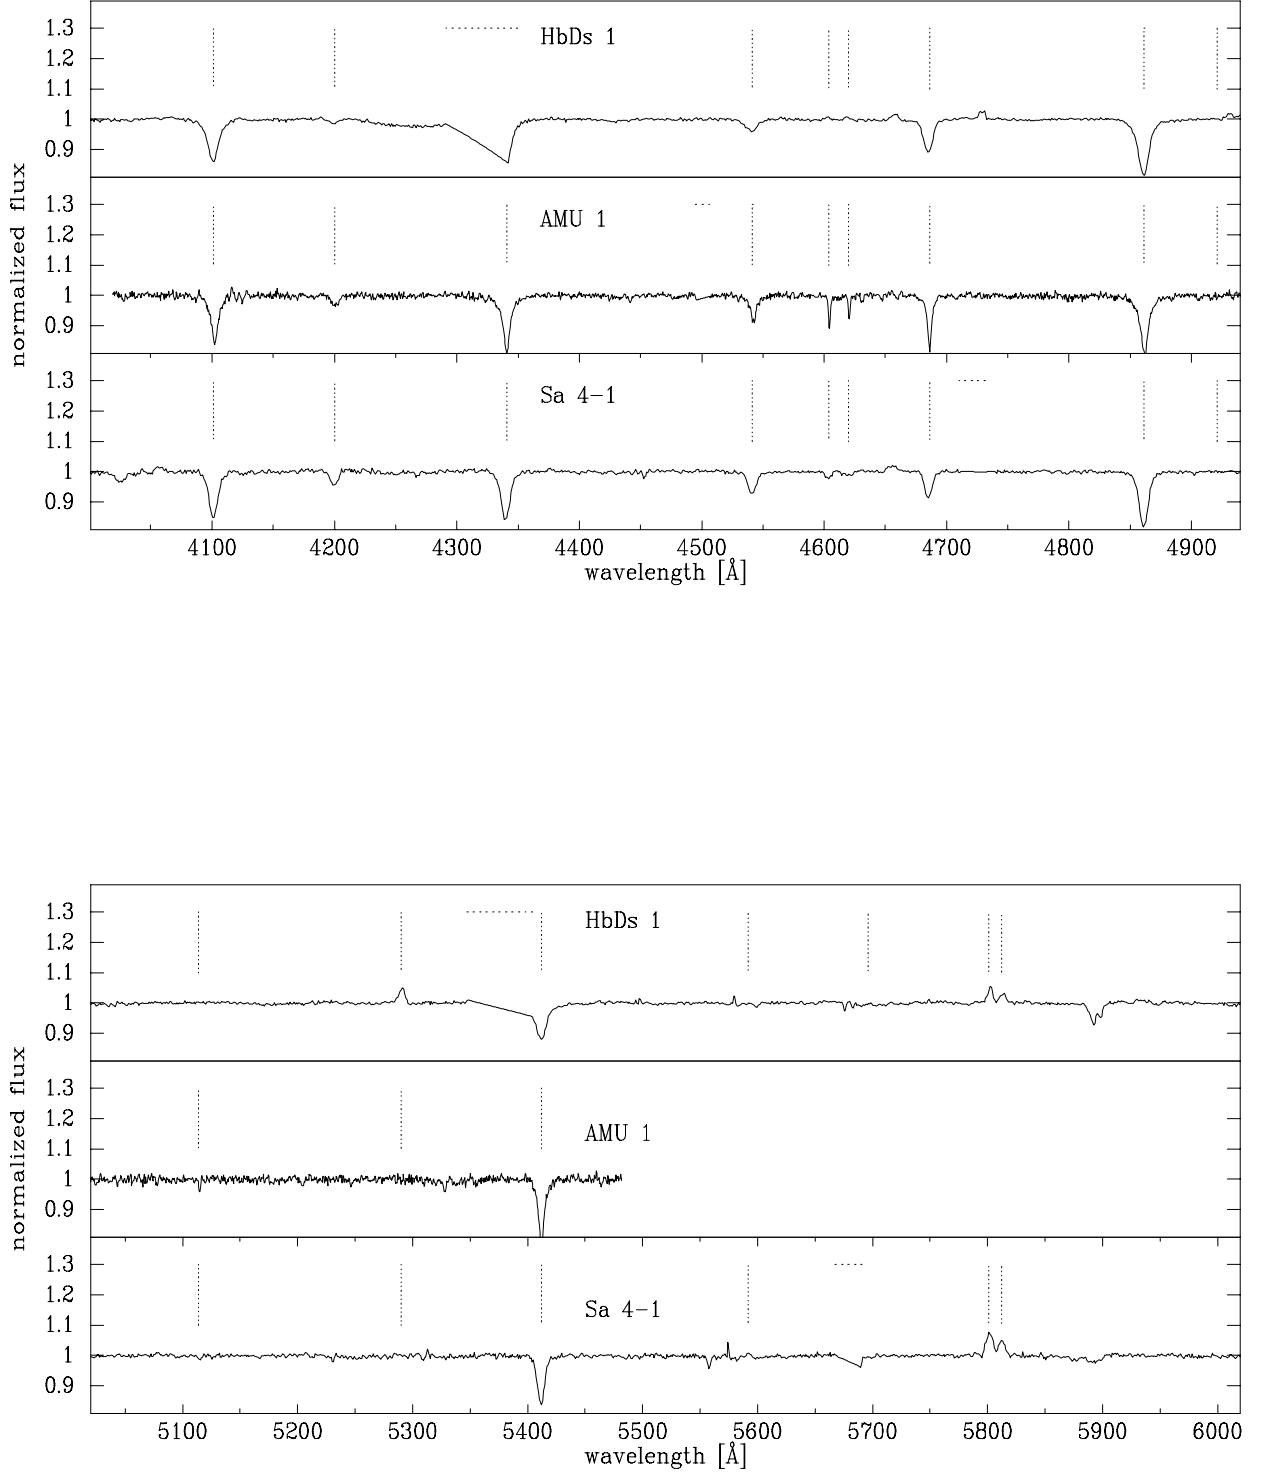 1.3
1.2
1.1
1
0.9
HbDs 1
1.3
1.2
1.1
1
0.9
AMU 1
1.3
1.2
1.1
1
0.9
Sa 4-1
normalized flux
4100 4200 4300 4400 4500 4600 4700 4800 4900
wavelength [Å]
1.3
1.2
1.1
1
0.9
HbDs 1
1.3
1.2
1.1
1
0.9
AMU 1
1.3
1.2
1.1
1
0.9
Sa 4-1
normalized flux
5100 5200 5300 5400 5500 5600 5700 5800 5900 6000
wavelength [Å]